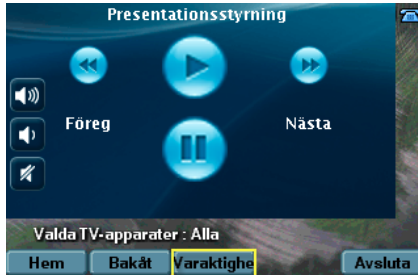 Presentationsstyrning
Föreg
Nästa
Valda TV-apparater : Alla
Hem
Bakåt
Varaktighe
Avsluta